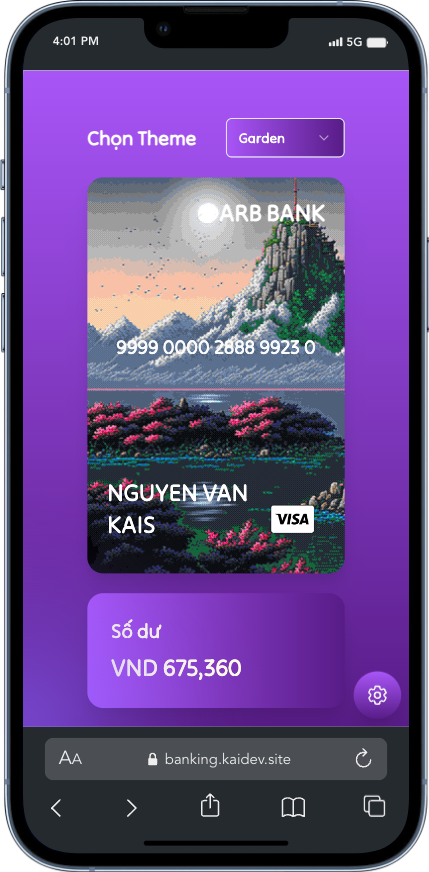 4:01 PM
5G
Chọn Theme
Garden
ARB BANK
9999 0000 2888 9923 0
NGUYEN VAN
KAIS
VISA
Số dư
VND 675,360
AA
banking.kaidev.site